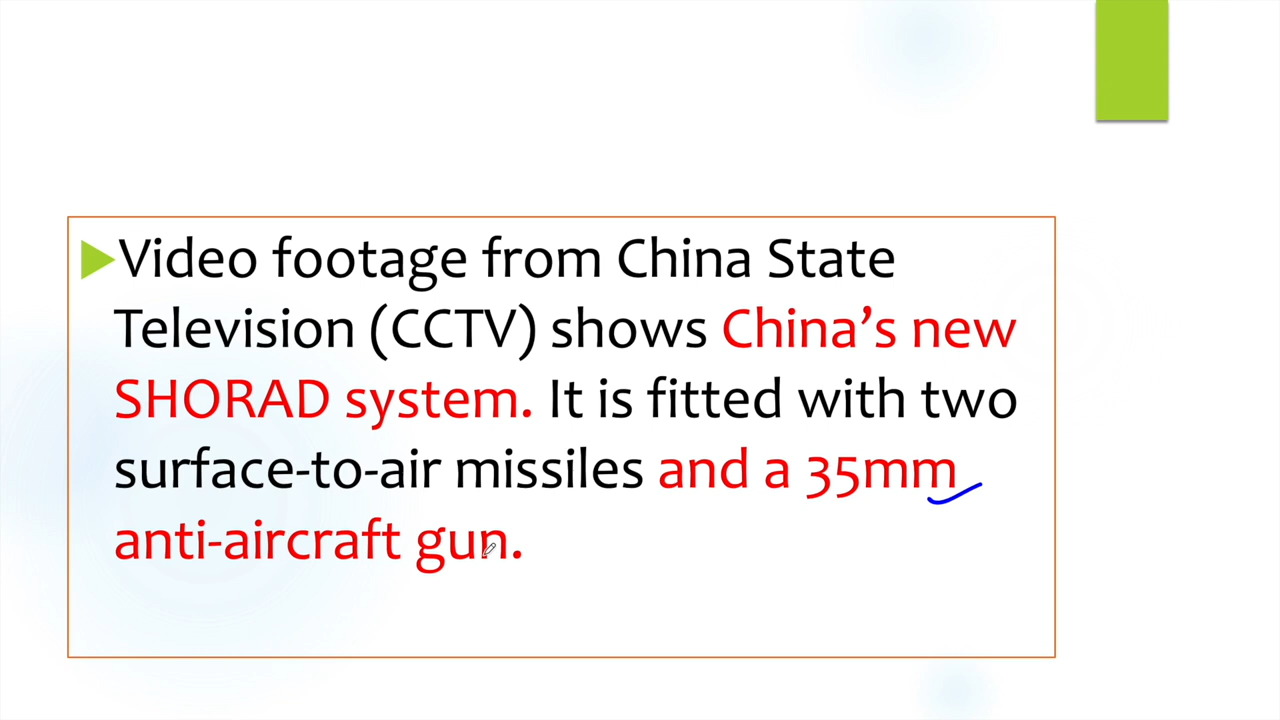 Video footage from China State
Television (CCTV) shows China’s new
SHORAD system. It is fitted with two
surface-to-air missiles and a 35mm
anti-aircraft gun.